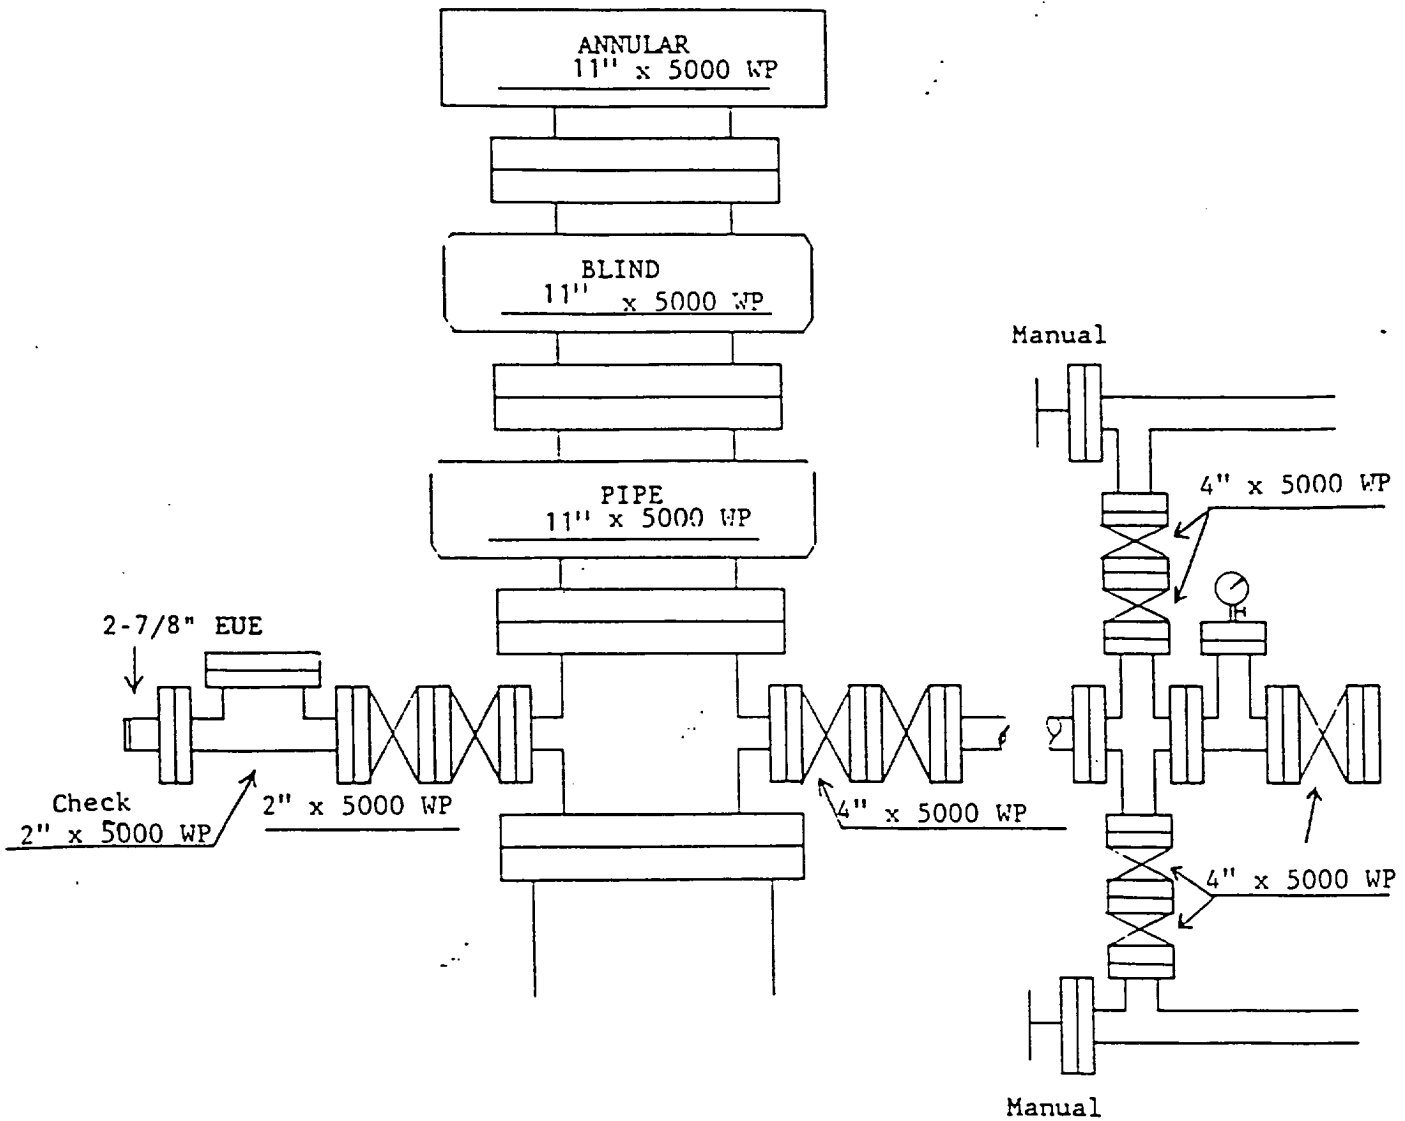 ANNULAR
11" x 5000 WP
BLIND
11" x 5000 WP
Manual
4" x 5000 WP
PIPE
11" x 5000 WP
2-7/8" EUE
Check
2" x 5000 WP
2" x 5000 WP
4" x 5000 WP
4" x 5000 WP
Manual